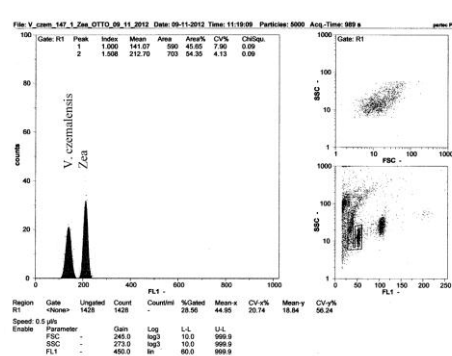 File: V_czem_147_1_Zea_OTTO_09_11_2012 Date: 09-11-2012 Time: 11:19:09 Particles: 5000 Acq.-Time: 989 s
partec
Gate: R1 Peak Index Mean Area Area% CV% ChiSqu.
1 1.000 141.07 590 45.65 7.90 0.09
2 1.508 212.70 703 54.35 4.13 0.09
100
80
60
40
20
0
counts
V. czemalensis
Zea
0 200 400 600 800 1000
FL1 -
Gate: R1
1000
100
10
1
SSC -
1 10 100 1000
FSC -
1000
100
10
1
SSC -
0 50 100 150 200 250
FL1 -
Region Gate Ungated Count Count/ml %Gated Mean-x CV-x% Mean-y CV-y%
R1 <None> 1428 1428 - 28.56 44.95 20.74 18.84 56.24
Speed: 0.5 µl/s
Enable Parameter Gain Log L-L U-L
FSC - 245.0 log3 10.0 999.9
SSC - 273.0 log3 10.0 999.9
FL1 - 450.0 lin 60.0 999.9